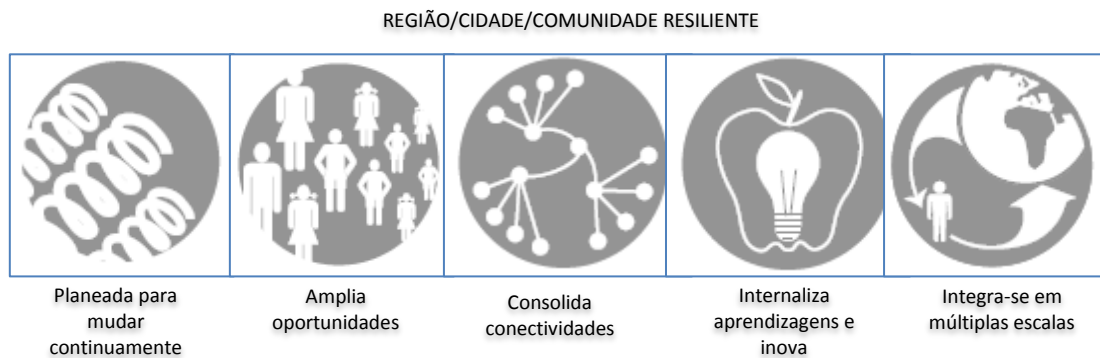 REGIÃO/CIDADE/COMUNIDADE RESILIENTE
Planeada para
mudar
continuamente
Amplia
oportunidades
Consolida
conectividades
Internaliza
aprendizagens e
inova
Integra-se em
múltiplas escalas